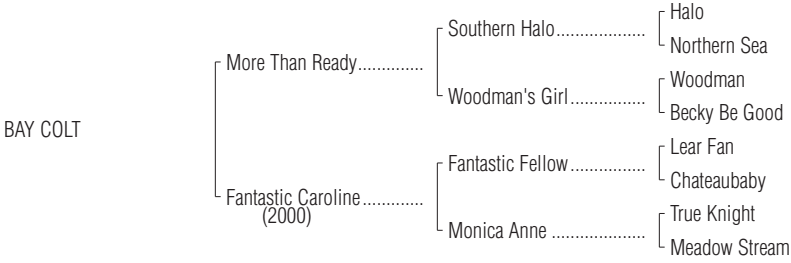 Halo
Southern Halo...................
Northern Sea
More Than Ready..............
Woodman
Woodman's Girl................
Becky Be Good
BAY COLT
Lear Fan
Fantastic Fellow................
Chateaubaby
Fantastic Caroline.............
(2000)
True Knight
Monica Anne ....................
Meadow Stream